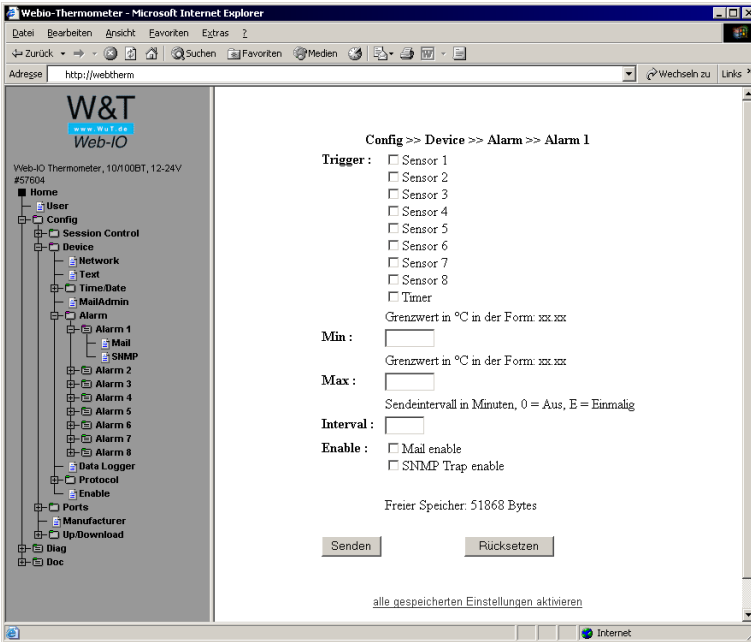 Webio-Thermometer - Microsoft Internet Explorer
Datei Bearbeiten Ansicht Favoriten Extras ?
Zurück Suchen Favoriten Medien
Adresse http://webtherm Wechseln zu Links »
W&T
www.WuT.de
Web-IO
Web-IO Thermometer, 10/100BT, 12-24V
#57604
Home
User
Config
Session Control
Device
Network
Text
Time/Date
MailAdmin
Alarm
Alarm 1
Mail
SNMP
Alarm 2
Alarm 3
Alarm 4
Alarm 5
Alarm 6
Alarm 7
Alarm 8
Data Logger
Protocol
Enable
Ports
Manufacturer
Up/Download
Diag
Doc
Config >> Device >> Alarm >> Alarm 1
Trigger : Sensor 1
Sensor 2
Sensor 3
Sensor 4
Sensor 5
Sensor 6
Sensor 7
Sensor 8
Timer
Grenzwert in °C in der Form: xx.xx
Min :
Grenzwert in °C in der Form: xx.xx
Max :
Sendeintervall in Minuten, 0 = Aus, E = Einmalig
Interval :
Enable : Mail enable
SNMP Trap enable
Freier Speicher: 51868 Bytes
Senden Rücksetzen
alle gespeicherten Einstellungen aktivieren
Internet